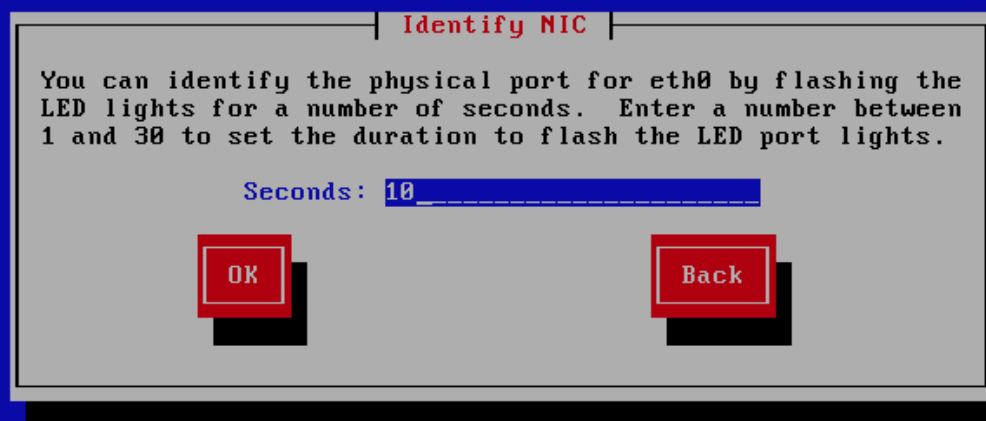 Identify NIC
You can identify the physical port for eth0 by flashing the
LED lights for a number of seconds.  Enter a number between
1 and 30 to set the duration to flash the LED port lights.
Seconds: 10_____________________
OK
Back